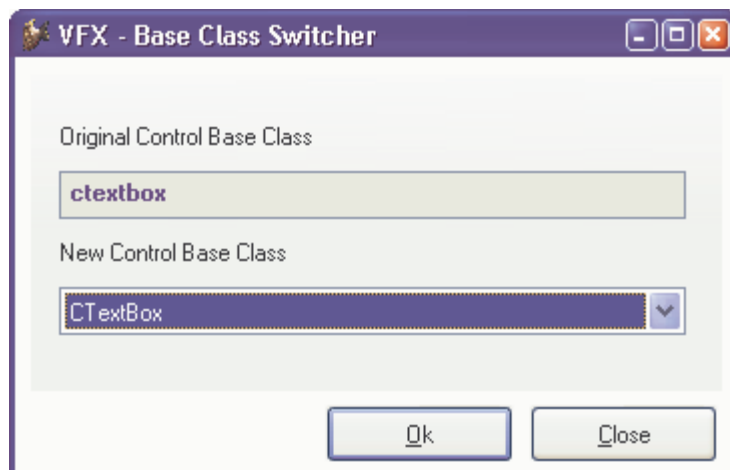 VFX - Base Class Switcher
Original Control Base Class
ctextbox
New Control Base Class
CTextBox
Ok
Close